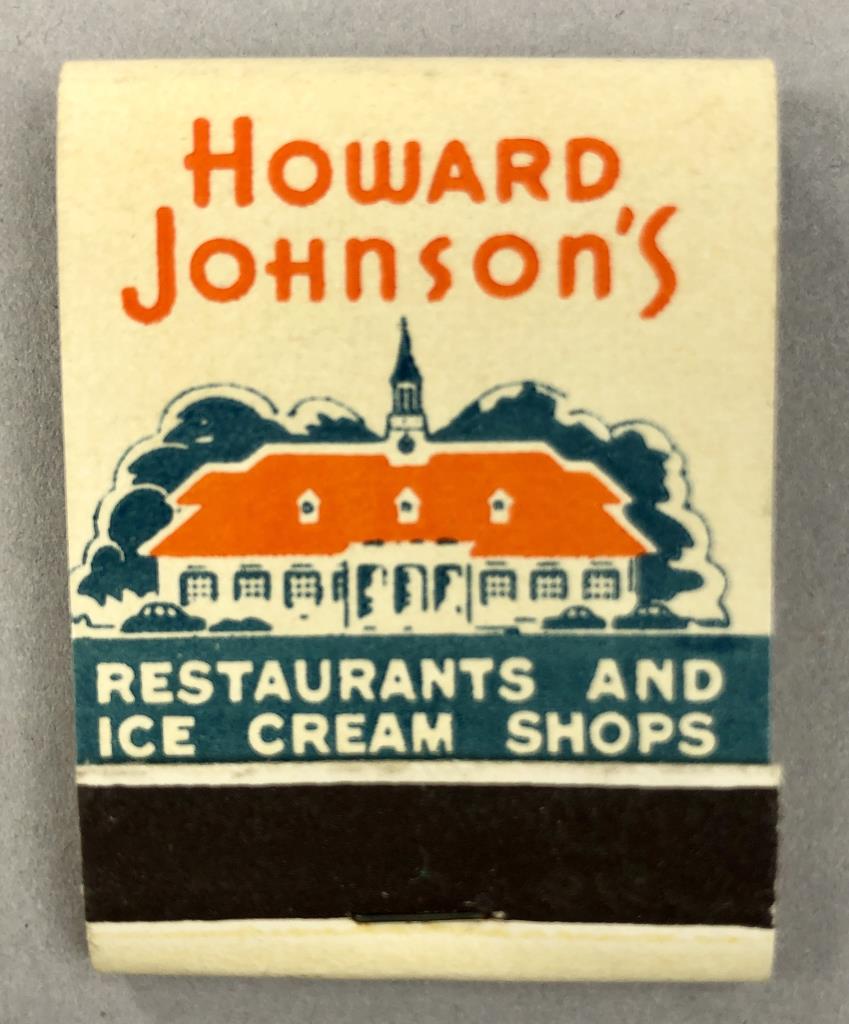 Howard
Johnson's
RESTAURANTS AND
ICE CREAM SHOPS